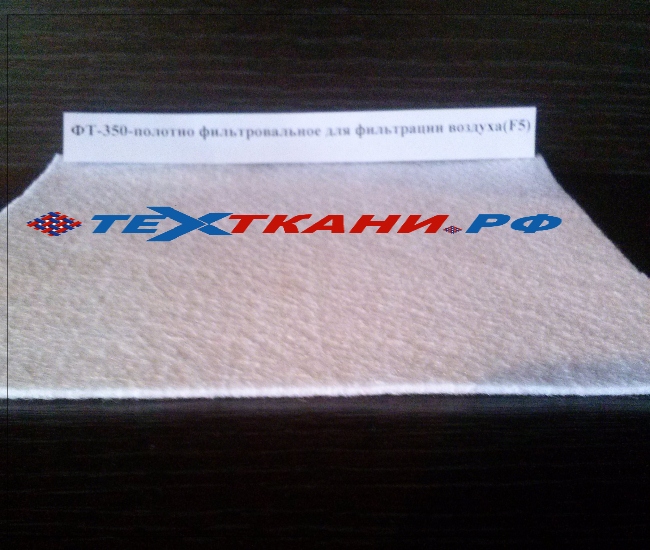 ФТ-350-полотно фильтровальное для фильтрации воздуха(F5)
ТЕХТКАНИ.РФ